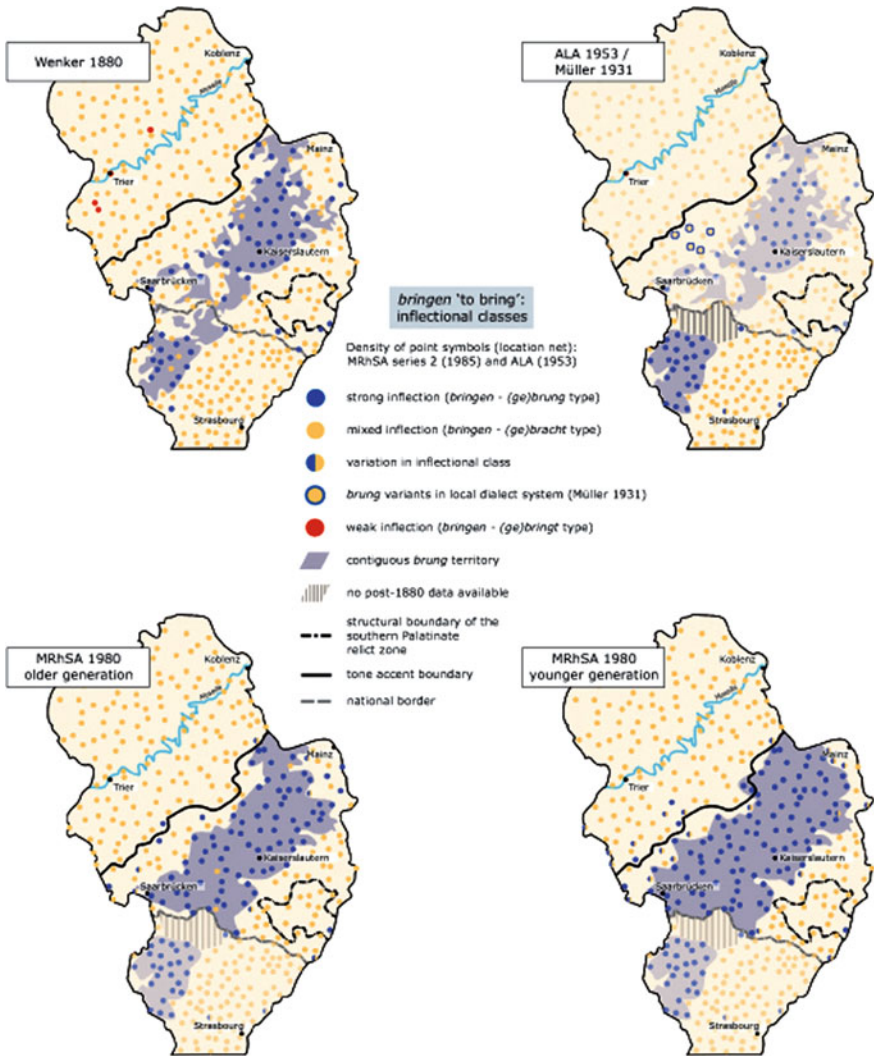 Wenker 1880
Koblenz
Moselle
Trier
Mainz
Kaiserslautern
Saarbrücken
Strasbourg
ALA 1953 /
Müller 1931
Koblenz
Moselle
Trier
Mainz
Kaiserslautern
Saarbrücken
Strasbourg
bringen ‘to bring’:
inflectional classes
Density of point symbols (location net):
MRhSA series 2 (1985) and ALA (1953)
strong inflection (bringen - (ge)brung type)
mixed inflection (bringen - (ge)bracht type)
variation in inflectional class
brung variants in local dialect system (Müller 1931)
weak inflection (bringen - (ge)bringt type)
contiguous brung territory
no post-1880 data available
structural boundary of the
southern Palatinate
relict zone
tone accent boundary
national border
MRhSA 1980
older generation
Koblenz
Moselle
Trier
Mainz
Kaiserslautern
Saarbrücken
Strasbourg
MRhSA 1980
younger generation
Koblenz
Moselle
Trier
Mainz
Kaiserslautern
Saarbrücken
Strasbourg